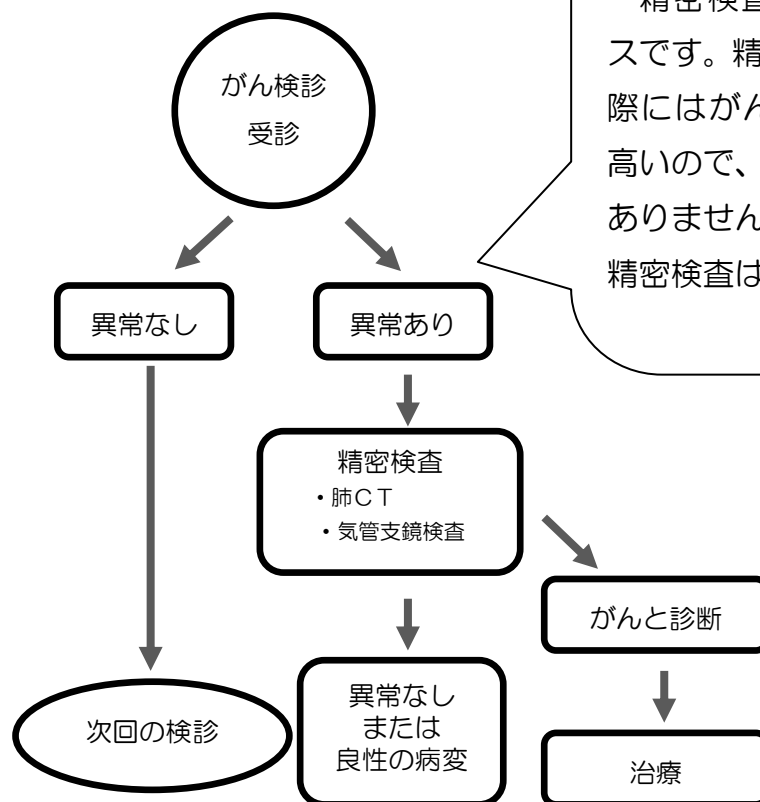 がん検診
受診
精密検査
スです。精
際にはがん
高いので、
ありません
精密検査は
異常なし
異常あり
精密検査
・肺CT
・気管支鏡検査
がんと診断
異常なし
または
良性の病変
次回の検診
治療